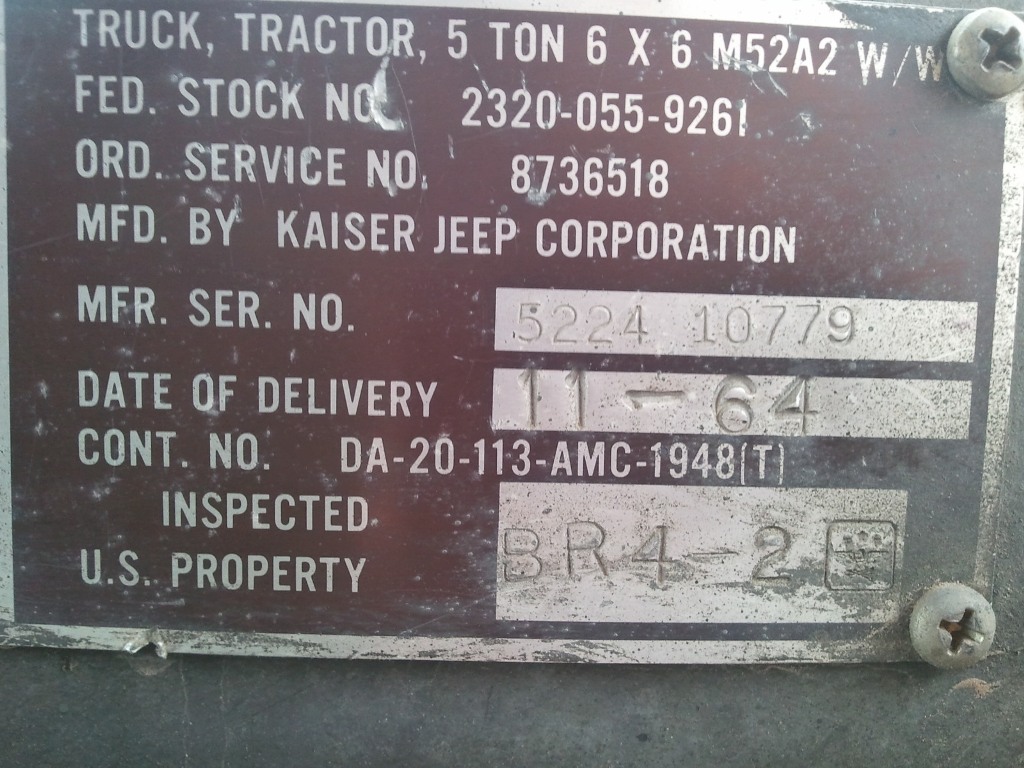 TRUCK, TRACTOR, 5 TON 6 X 6 M52A2 W/W
FED. STOCK NO. 2320-055-9261
ORD. SERVICE NO. 8736518
MFD. BY KAISER JEEP CORPORATION
MFR. SER. NO. 5224 10779
DATE OF DELIVERY 11-64
CONT. NO. DA-20-113-AMC-1948(T)
INSPECTED
U.S. PROPERTY BR4-2